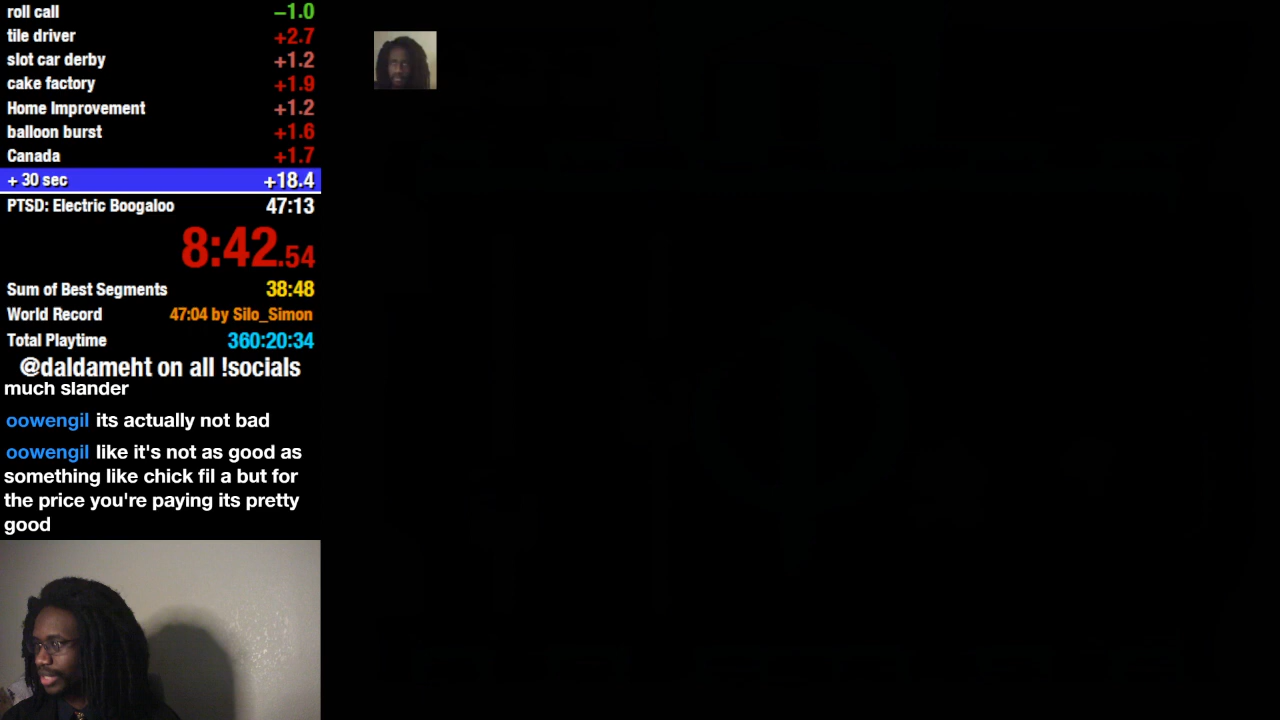 roll call −1.0
tile driver +2.7
slot car derby +1.2
cake factory +1.9
Home Improvement +1.2
balloon burst +1.6
Canada +1.7
+ 30 sec +18.4
PTSD: Electric Boogaloo 47:13
8:42.54
Sum of Best Segments 38:48
World Record 47:04 by Silo_Simon
Total Playtime 360:20:34
@daldameht on all !socials
much slander
oowengil its actually not bad
oowengil like it's not as good as
something like chick fil a but for
the price you're paying its pretty
good